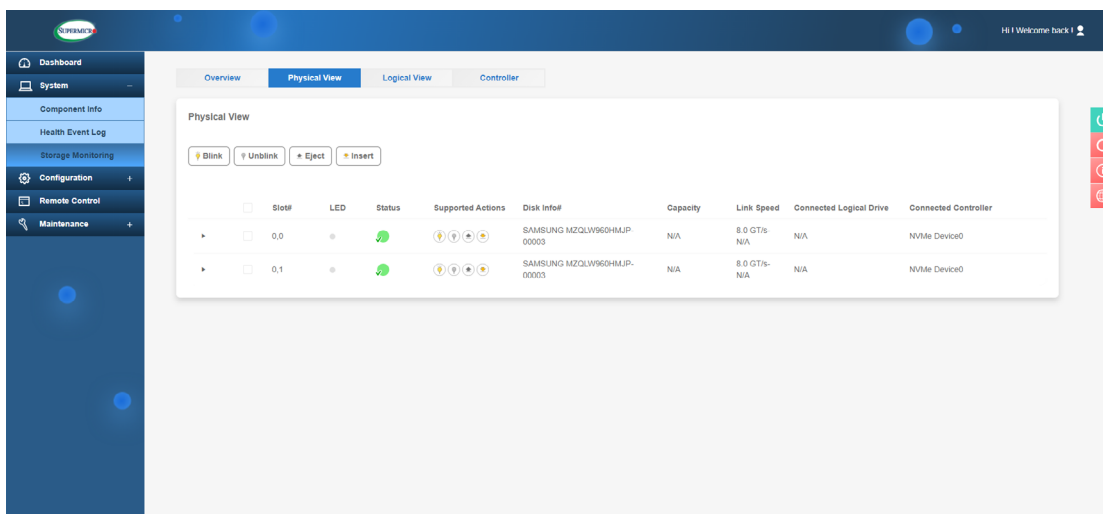 SUPERMICR
Hi ! Welcome back !
Dashboard
System −
Component Info
Health Event Log
Storage Monitoring
Configuration +
Remote Control
Maintenance +
Overview Physical View Logical View Controller
Physical View
Blink Unblink Eject Insert
Slot# LED Status Supported Actions Disk Info# Capacity Link Speed Connected Logical Drive Connected Controller
0,0 SAMSUNG MZQLW960HMJP-00003 N/A 8.0 GT/s-N/A N/A NVMe Device0
0,1 SAMSUNG MZQLW960HMJP-00003 N/A 8.0 GT/s-N/A N/A NVMe Device0